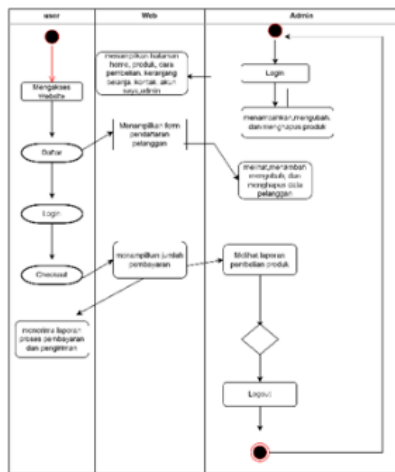 user
Web
Admin
menampilkan halaman
home, produk, cara
pembelian, keranjang
belanja, kontak, akun
saya,admin
Login
Mengakses
Website
menambahkan,mengubah,
dan menghapus produk
Menampilkan form
pendaftaran
pelanggan
Daftar
melihat,menambah
mengubah, dan
menghapus data
pelanggan
Login
menampilkan jumlah
pembayaran
Melihat laporan
pembelian produk
Checkout
menerima laporan
proses pembayaran
dan pengiriman
Logout